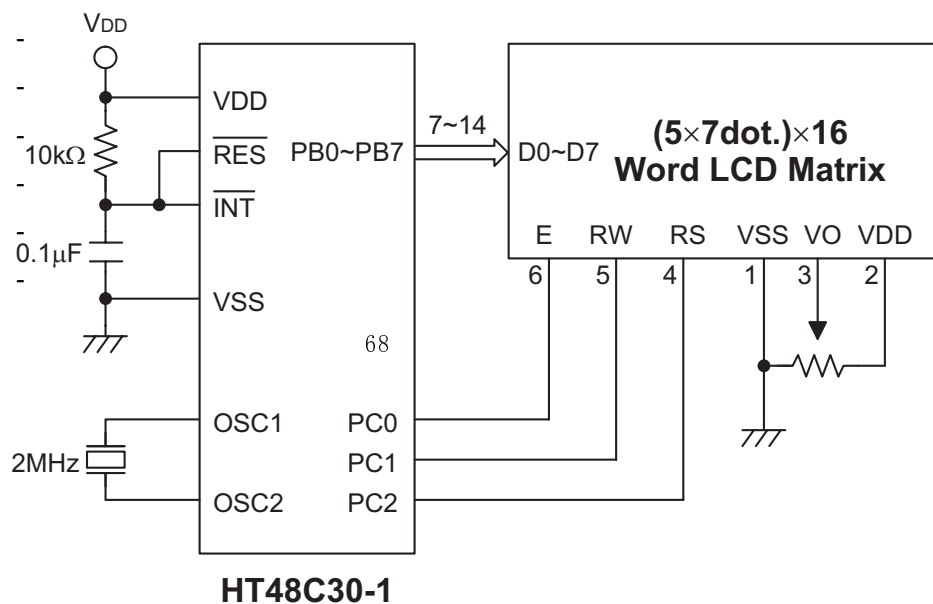 VDD
10kΩ
0.1μF
2MHz
VDD
RES
INT
VSS
OSC1
OSC2
PB0~PB7
68
PC0
PC1
PC2
HT48C30-1
7~14
D0~D7
(5×7dot.)×16
Word LCD Matrix
E RW RS VSS VO VDD
6 5 4 1 3 2